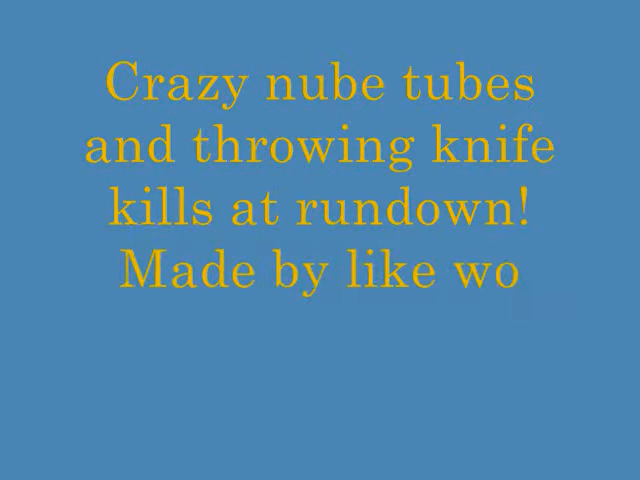 Crazy nube tubes
and throwing knife
kills at rundown!
Made by like wo